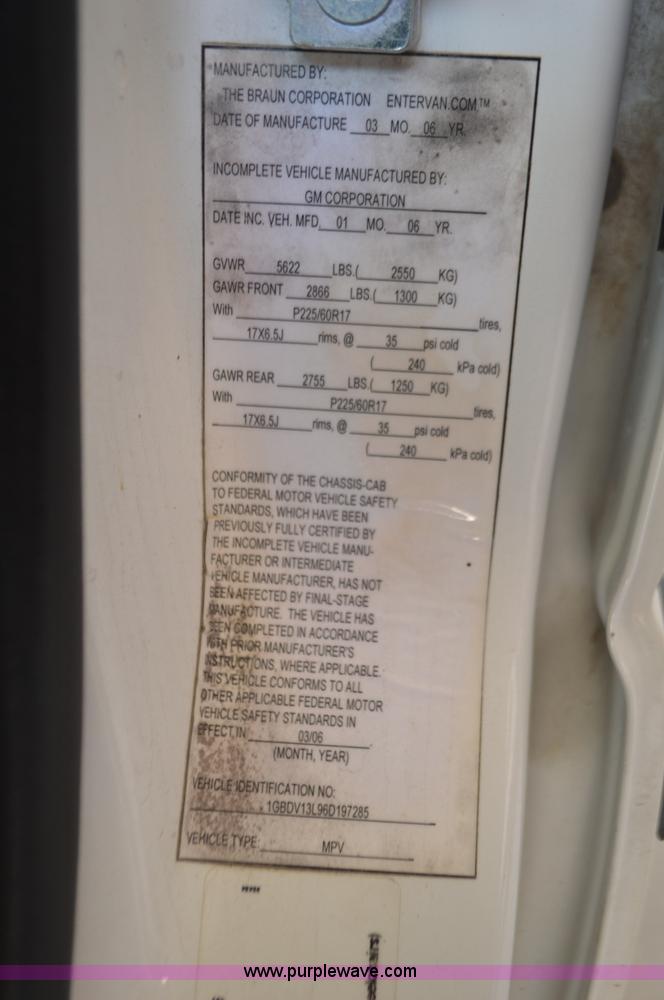 MANUFACTURED BY:
THE BRAUN CORPORATION ENTERVAN.COM™
DATE OF MANUFACTURE 03 MO. 06 YR.
INCOMPLETE VEHICLE MANUFACTURED BY:
GM CORPORATION
DATE INC. VEH. MFD. 01 MO. 06 YR.
GVWR 5622 LBS.( 2550 KG)
GAWR FRONT 2866 LBS.( 1300 KG)
With P225/60R17 tires,
17X6.5J rims, @ 35 psi cold
( 240 kPa cold)
GAWR REAR 2755 LBS.( 1250 KG)
With P225/60R17 tires,
17X6.5J rims, @ 35 psi cold
( 240 kPa cold)
CONFORMITY OF THE CHASSIS-CAB
TO FEDERAL MOTOR VEHICLE SAFETY
STANDARDS, WHICH HAVE BEEN
PREVIOUSLY FULLY CERTIFIED BY
THE INCOMPLETE VEHICLE MANU-
FACTURER OR INTERMEDIATE
VEHICLE MANUFACTURER, HAS NOT
BEEN AFFECTED BY FINAL-STAGE
MANUFACTURE. THE VEHICLE HAS
BEEN COMPLETED IN ACCORDANCE
WITH PRIOR MANUFACTURER'S
INSTRUCTIONS, WHERE APPLICABLE.
THIS VEHICLE CONFORMS TO ALL
OTHER APPLICABLE FEDERAL MOTOR
VEHICLE SAFETY STANDARDS IN
EFFECT IN 03/06
(MONTH, YEAR)
VEHICLE IDENTIFICATION NO:
1GBDV13L96D197285
VEHICLE TYPE: MPV
www.purplewave.com